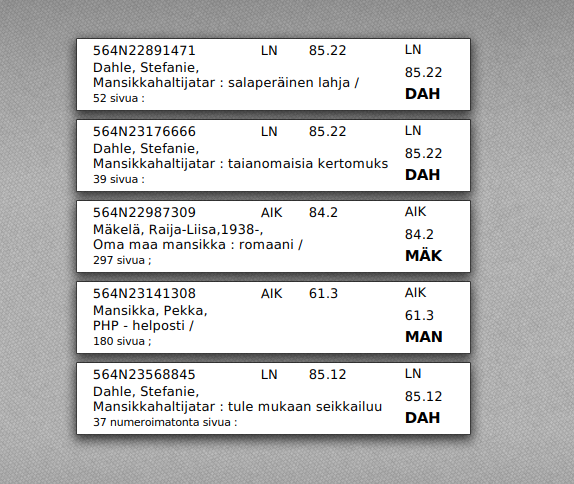 564N22891471 LN 85.22 LN
Dahle, Stefanie, 85.22
Mansikkahaltijatar : salaperäinen lahja /
52 sivua : DAH
564N23176666 LN 85.22 LN
Dahle, Stefanie, 85.22
Mansikkahaltijatar : taianomaisia kertomuks
39 sivua : DAH
564N22987309 AIK 84.2 AIK
Mäkelä, Raija-Liisa,1938-, 84.2
Oma maa mansikka : romaani /
297 sivua ; MÄK
564N23141308 AIK 61.3 AIK
Mansikka, Pekka, 61.3
PHP - helposti /
180 sivua ; MAN
564N23568845 LN 85.12 LN
Dahle, Stefanie, 85.12
Mansikkahaltijatar : tule mukaan seikkailuu
37 numeroimatonta sivua : DAH